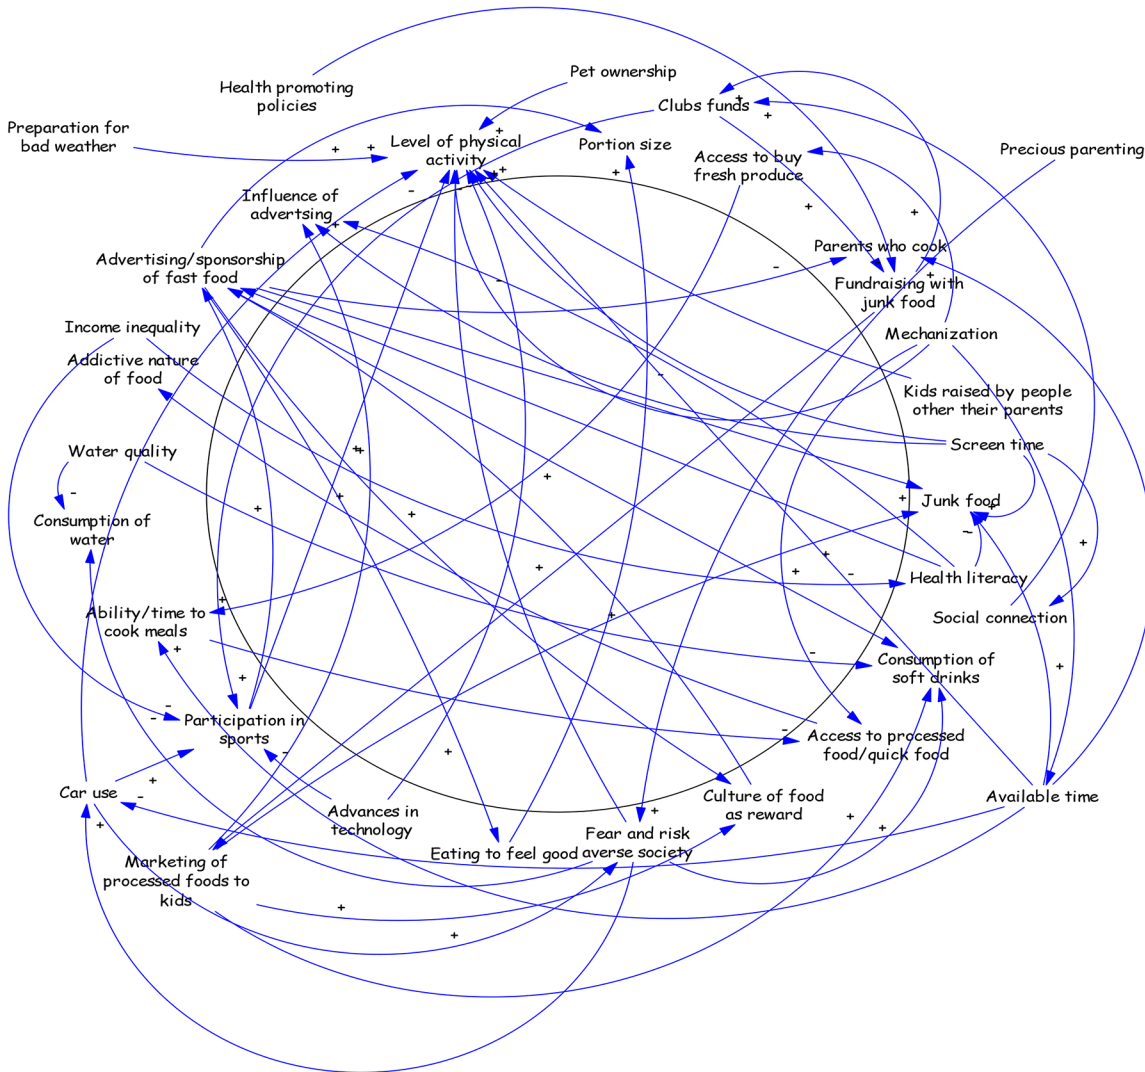 Pet ownership
Health promoting
policies
Clubs funds
Preparation for
bad weather
Level of physical
activity
Portion size
Access to buy
fresh produce
Precious parenting
Influence of
advertsing
Parents who cook
Advertising/sponsorship
of fast food
Fundraising with
junk food
Income inequality
Mechanization
Addictive nature
of food
Kids raised by people
other their parents
Water quality
Screen time
Junk food
Consumption of
water
Health literacy
Ability/time to
cook meals
Social connection
Consumption of
soft drinks
Participation in
sports
Access to processed
food/quick food
Car use
Advances in
technology
Culture of food
as reward
Available time
Fear and risk
averse society
Eating to feel good
Marketing of
processed foods to
kids